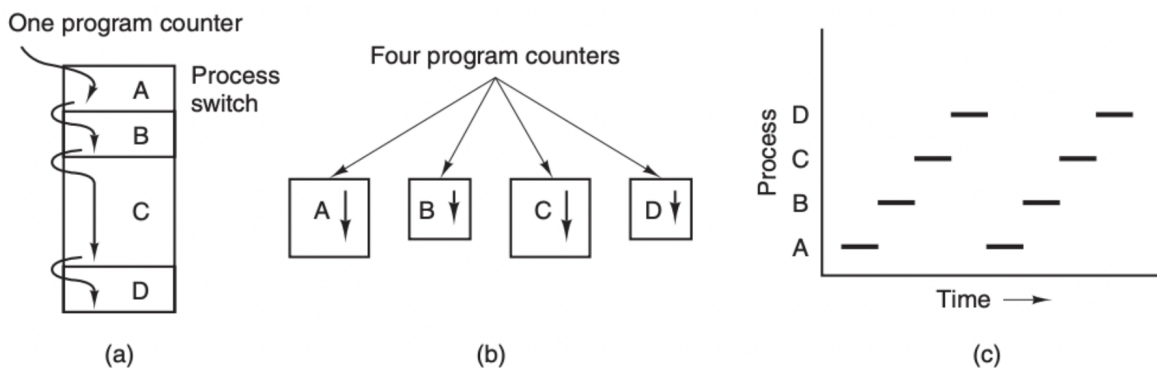 One program counter
Process
switch
A
B
C
D
(a)
Four program counters
A
B
C
D
(b)
Process
D
C
B
A
Time
(c)